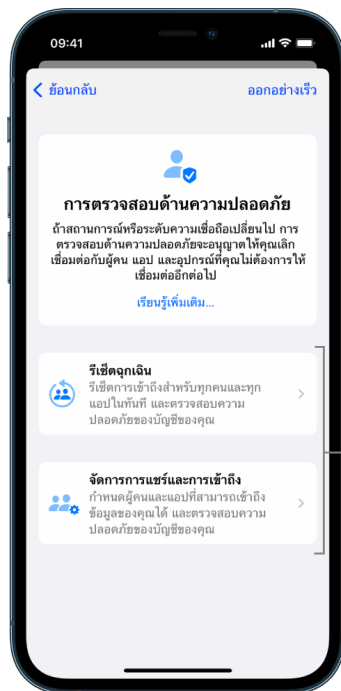 09:41
ย้อนกลับ
ออกอย่างเร็ว
การตรวจสอบด้านความปลอดภัย
ถ้าสถานการณ์หรือระดับความเชื่อถือเปลี่ยนไป การ
ตรวจสอบด้านความปลอดภัยจะอนุญาตให้คุณเลิก
เชื่อมต่อกับผู้คน แอป และอุปกรณ์ที่คุณไม่ต้องการให้
เชื่อมต่ออีกต่อไป
เรียนรู้เพิ่มเติม...
รีเซ็ตฉุกเฉิน
รีเซ็ตการเข้าถึงสำหรับทุกคนและทุก
แอปในทันที และตรวจสอบความ
ปลอดภัยของบัญชีของคุณ
จัดการการแชร์และการเข้าถึง
กำหนดผู้คนและแอปที่สามารถเข้าถึง
ข้อมูลของคุณได้ และตรวจสอบความ
ปลอดภัยของบัญชีของคุณ